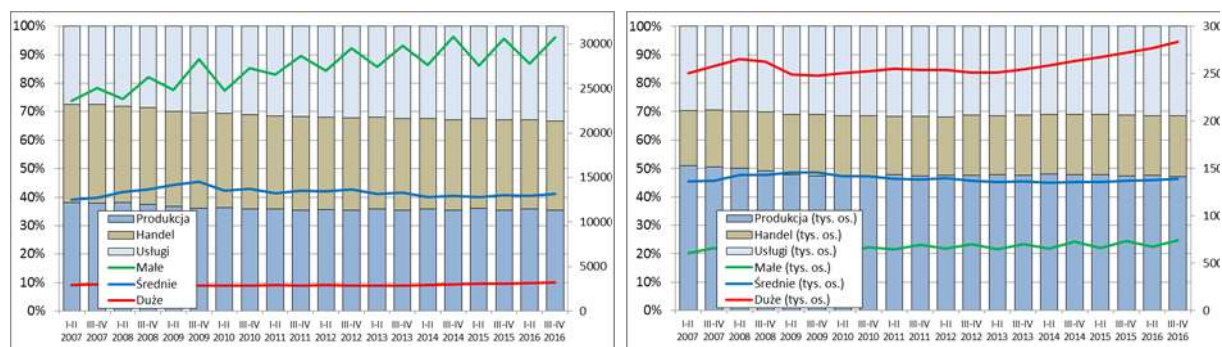 100%
90%
80%
70%
60%
50%
40%
30%
20%
10%
0%
30000
25000
20000
15000
10000
5000
0
Produkcja
Handel
Usługi
Małe
Średnie
Duże
I-II III-IV I-II III-IV I-II III-IV I-II III-IV I-II III-IV I-II III-IV I-II III-IV I-II III-IV I-II III-IV I-II III-IV
2007 2007 2008 2008 2009 2009 2010 2010 2011 2011 2012 2012 2013 2013 2014 2014 2015 2015 2016 2016
100%
90%
80%
70%
60%
50%
40%
30%
20%
10%
0%
300
250
200
150
100
500
0
Produkcja (tys. os.)
Handel (tys. os.)
Usługi (tys. os.)
Małe (tys. os.)
Średnie (tys. os.)
Duże (tys. os.)
I-II III-IV I-II III-IV I-II III-IV I-II III-IV I-II III-IV I-II III-IV I-II III-IV I-II III-IV I-II III-IV I-II III-IV
2007 2007 2008 2008 2009 2009 2010 2010 2011 2011 2012 2012 2013 2013 2014 2014 2015 2015 2016 2016